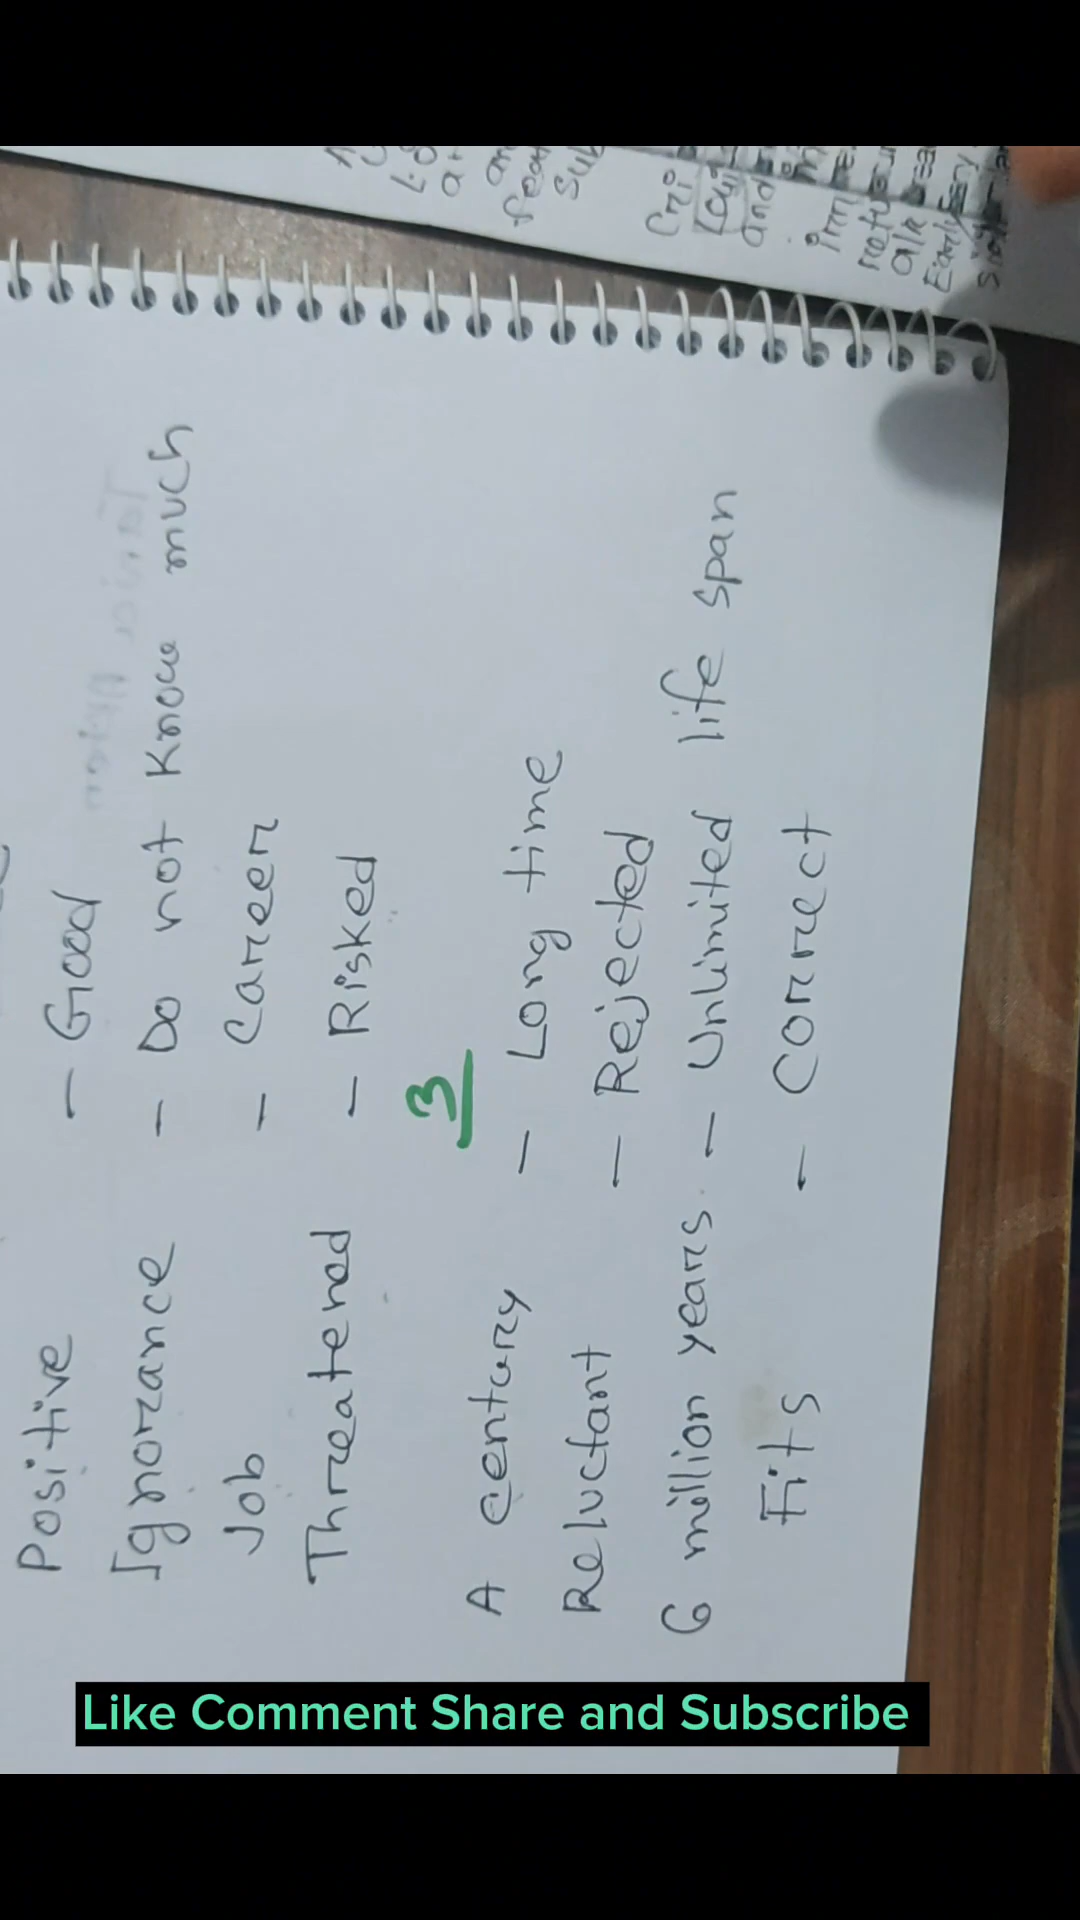 Positive - Good
Ignorance - Do not know much
Job - Career
Threatened - Risked
3
A century - Long time
Reluctant - Rejected
6 million years - Unlimited life span
Fits - Correct
Like Comment Share and Subscribe